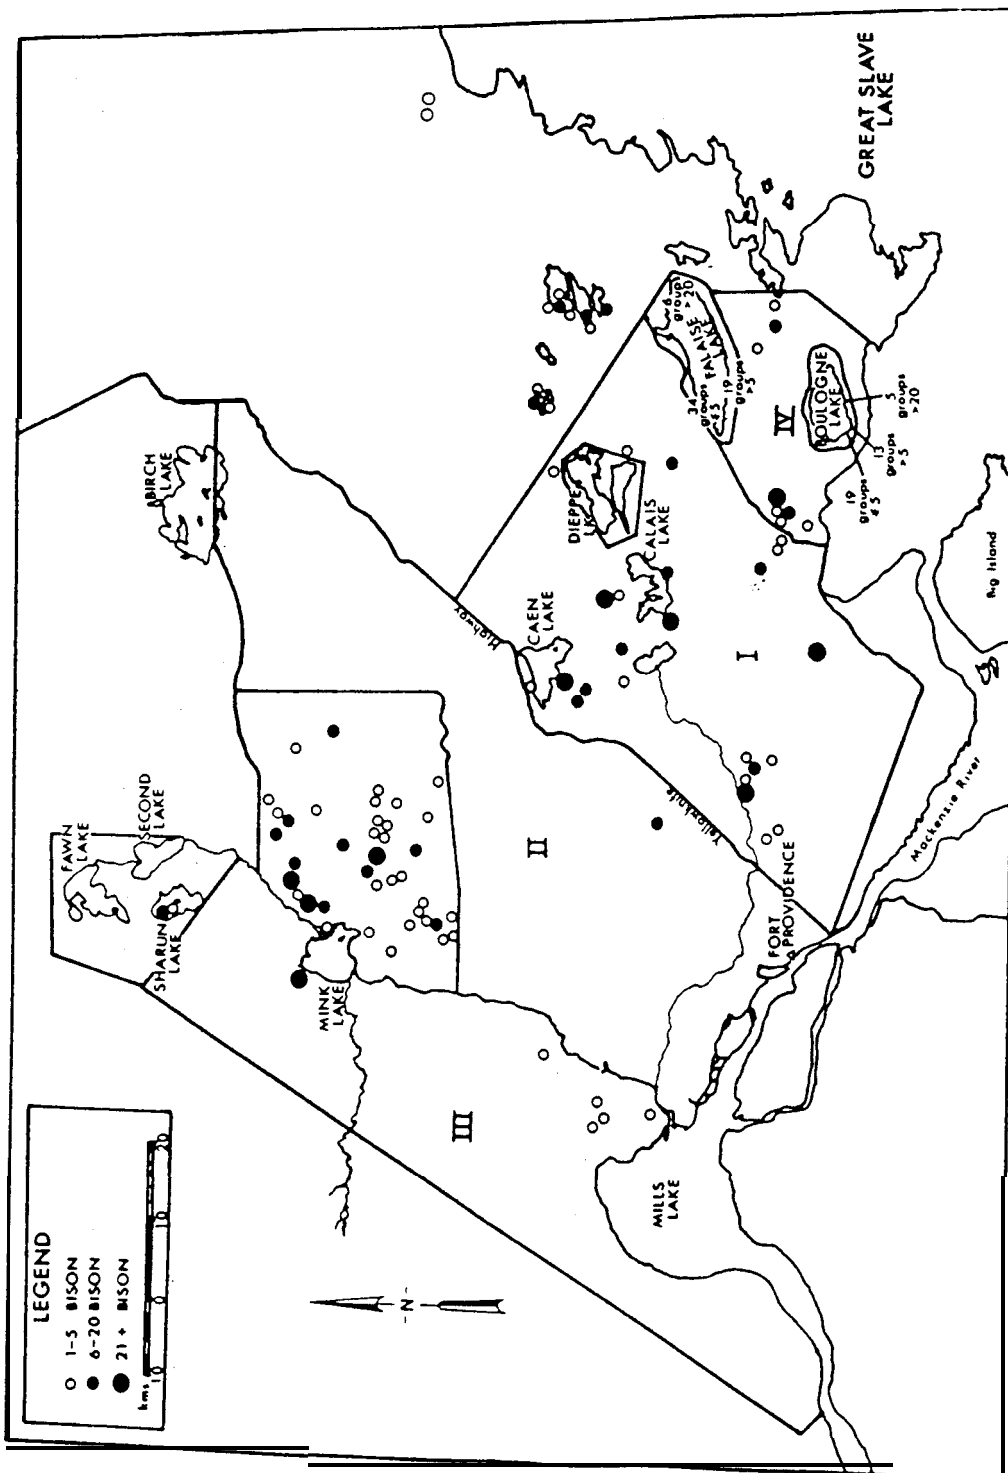 LEGEND
1-5 BISON
6-20 BISON
21 + BISON
kms
10 0 10 20
-N-
FAWN
LAKE
SECOND
LAKE
SHARUN
LAKE
MINK
LAKE
BIRCH
LAKE
Highway
Yellowknife
CAEN
LAKE
DIEPPE
LK
CALAIS
LAKE
FALAISE
LAKE
6
groups
> 20
34
groups
≤ 5
19
groups
> 5
BOULOGNE
LAKE
5
groups
>20
13
groups
> 5
19
groups
≤ 5
I
II
III
IV
GREAT SLAVE
LAKE
Big Island
Mackenzie River
FORT
PROVIDENCE
MILLS
LAKE